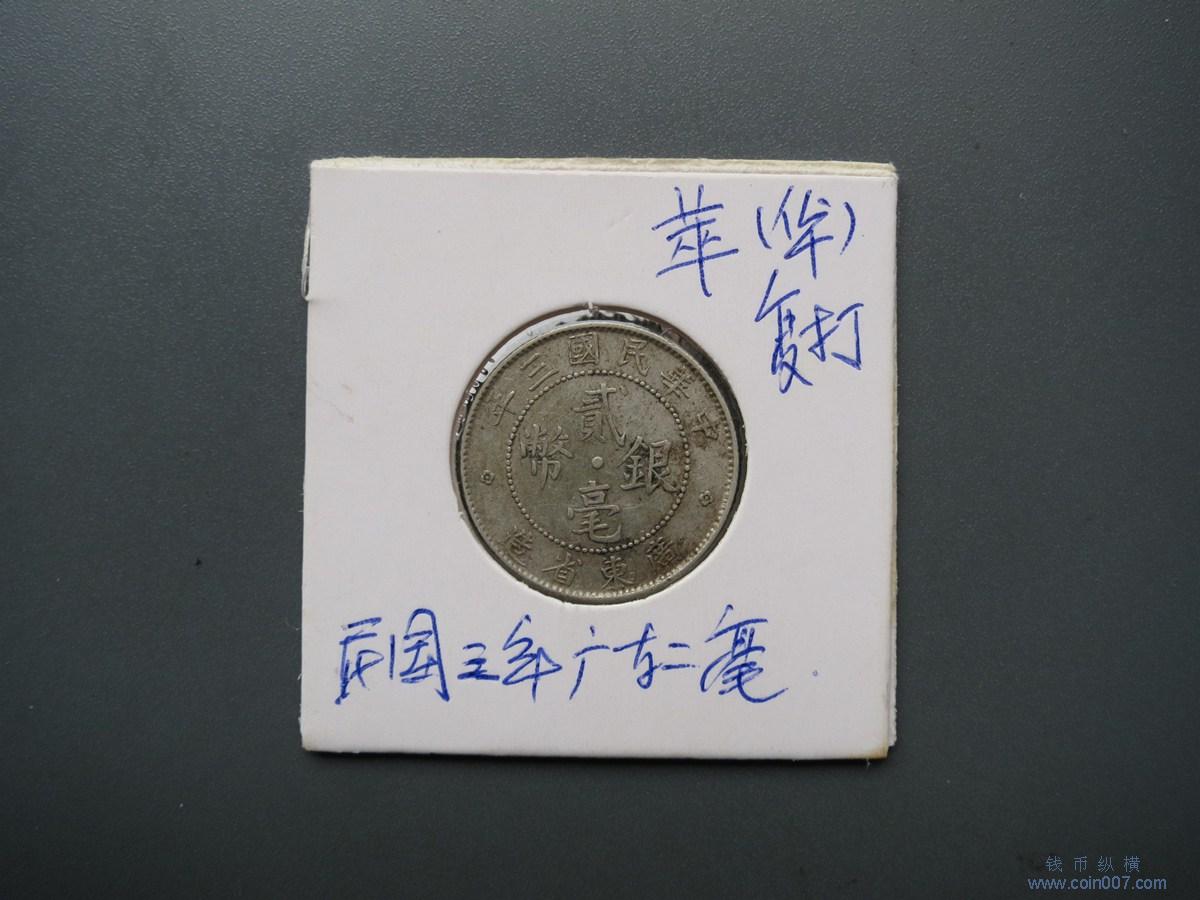 華(华)
复打
中華民國三年
貳
銀幣
毫
廣東省造
民国三年广东二毫.
钱币纵横
www.coin007.com